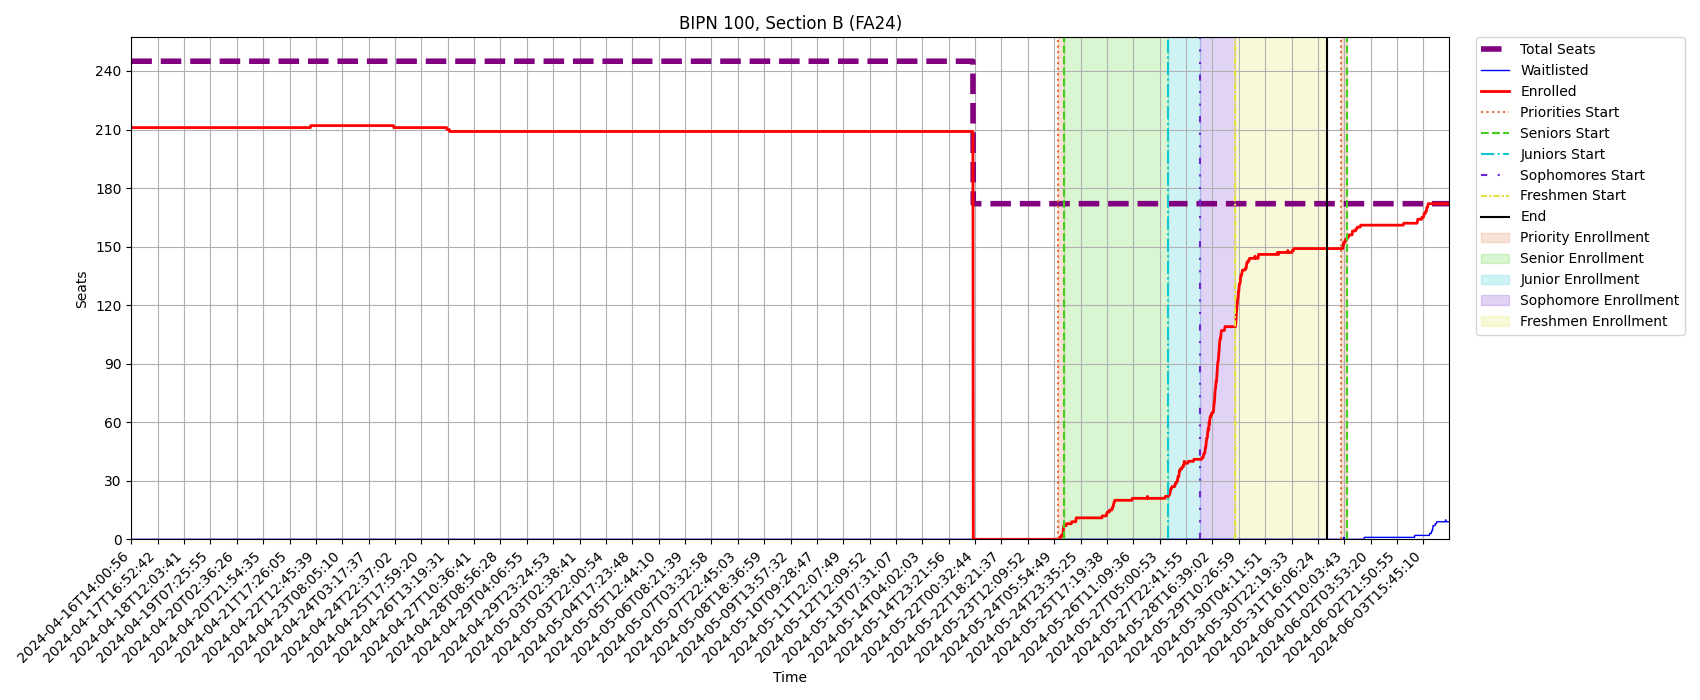 BIPN 100, Section B (FA24)
Seats
240
210
180
150
120
90
60
30
0
2024-04-16T14:00:56
2024-04-17T16:52:42
2024-04-18T12:03:41
2024-04-19T07:25:55
2024-04-20T02:36:26
2024-04-20T21:54:35
2024-04-21T17:26:05
2024-04-22T12:45:39
2024-04-23T08:05:10
2024-04-24T03:17:37
2024-04-24T22:37:02
2024-04-25T17:59:20
2024-04-26T13:19:31
2024-04-27T10:36:41
2024-04-28T08:56:28
2024-04-29T04:06:55
2024-04-29T23:24:53
2024-05-03T02:38:41
2024-05-03T22:00:54
2024-05-04T17:23:48
2024-05-05T12:44:10
2024-05-06T08:21:39
2024-05-07T03:32:58
2024-05-07T22:45:03
2024-05-08T18:36:59
2024-05-09T13:57:32
2024-05-10T09:28:47
2024-05-11T12:07:49
2024-05-12T12:09:52
2024-05-13T07:31:07
2024-05-14T04:02:03
2024-05-14T23:21:56
2024-05-22T00:32:44
2024-05-22T18:21:37
2024-05-23T12:09:52
2024-05-24T05:54:49
2024-05-24T23:35:25
2024-05-25T17:19:38
2024-05-26T11:09:36
2024-05-27T05:00:53
2024-05-27T22:41:55
2024-05-28T16:39:02
2024-05-29T10:26:59
2024-05-30T04:11:51
2024-05-30T22:19:33
2024-05-31T16:06:24
2024-06-01T10:03:43
2024-06-02T03:53:20
2024-06-02T21:50:55
2024-06-03T15:45:10
Time
Total Seats
Waitlisted
Enrolled
Priorities Start
Seniors Start
Juniors Start
Sophomores Start
Freshmen Start
End
Priority Enrollment
Senior Enrollment
Junior Enrollment
Sophomore Enrollment
Freshmen Enrollment